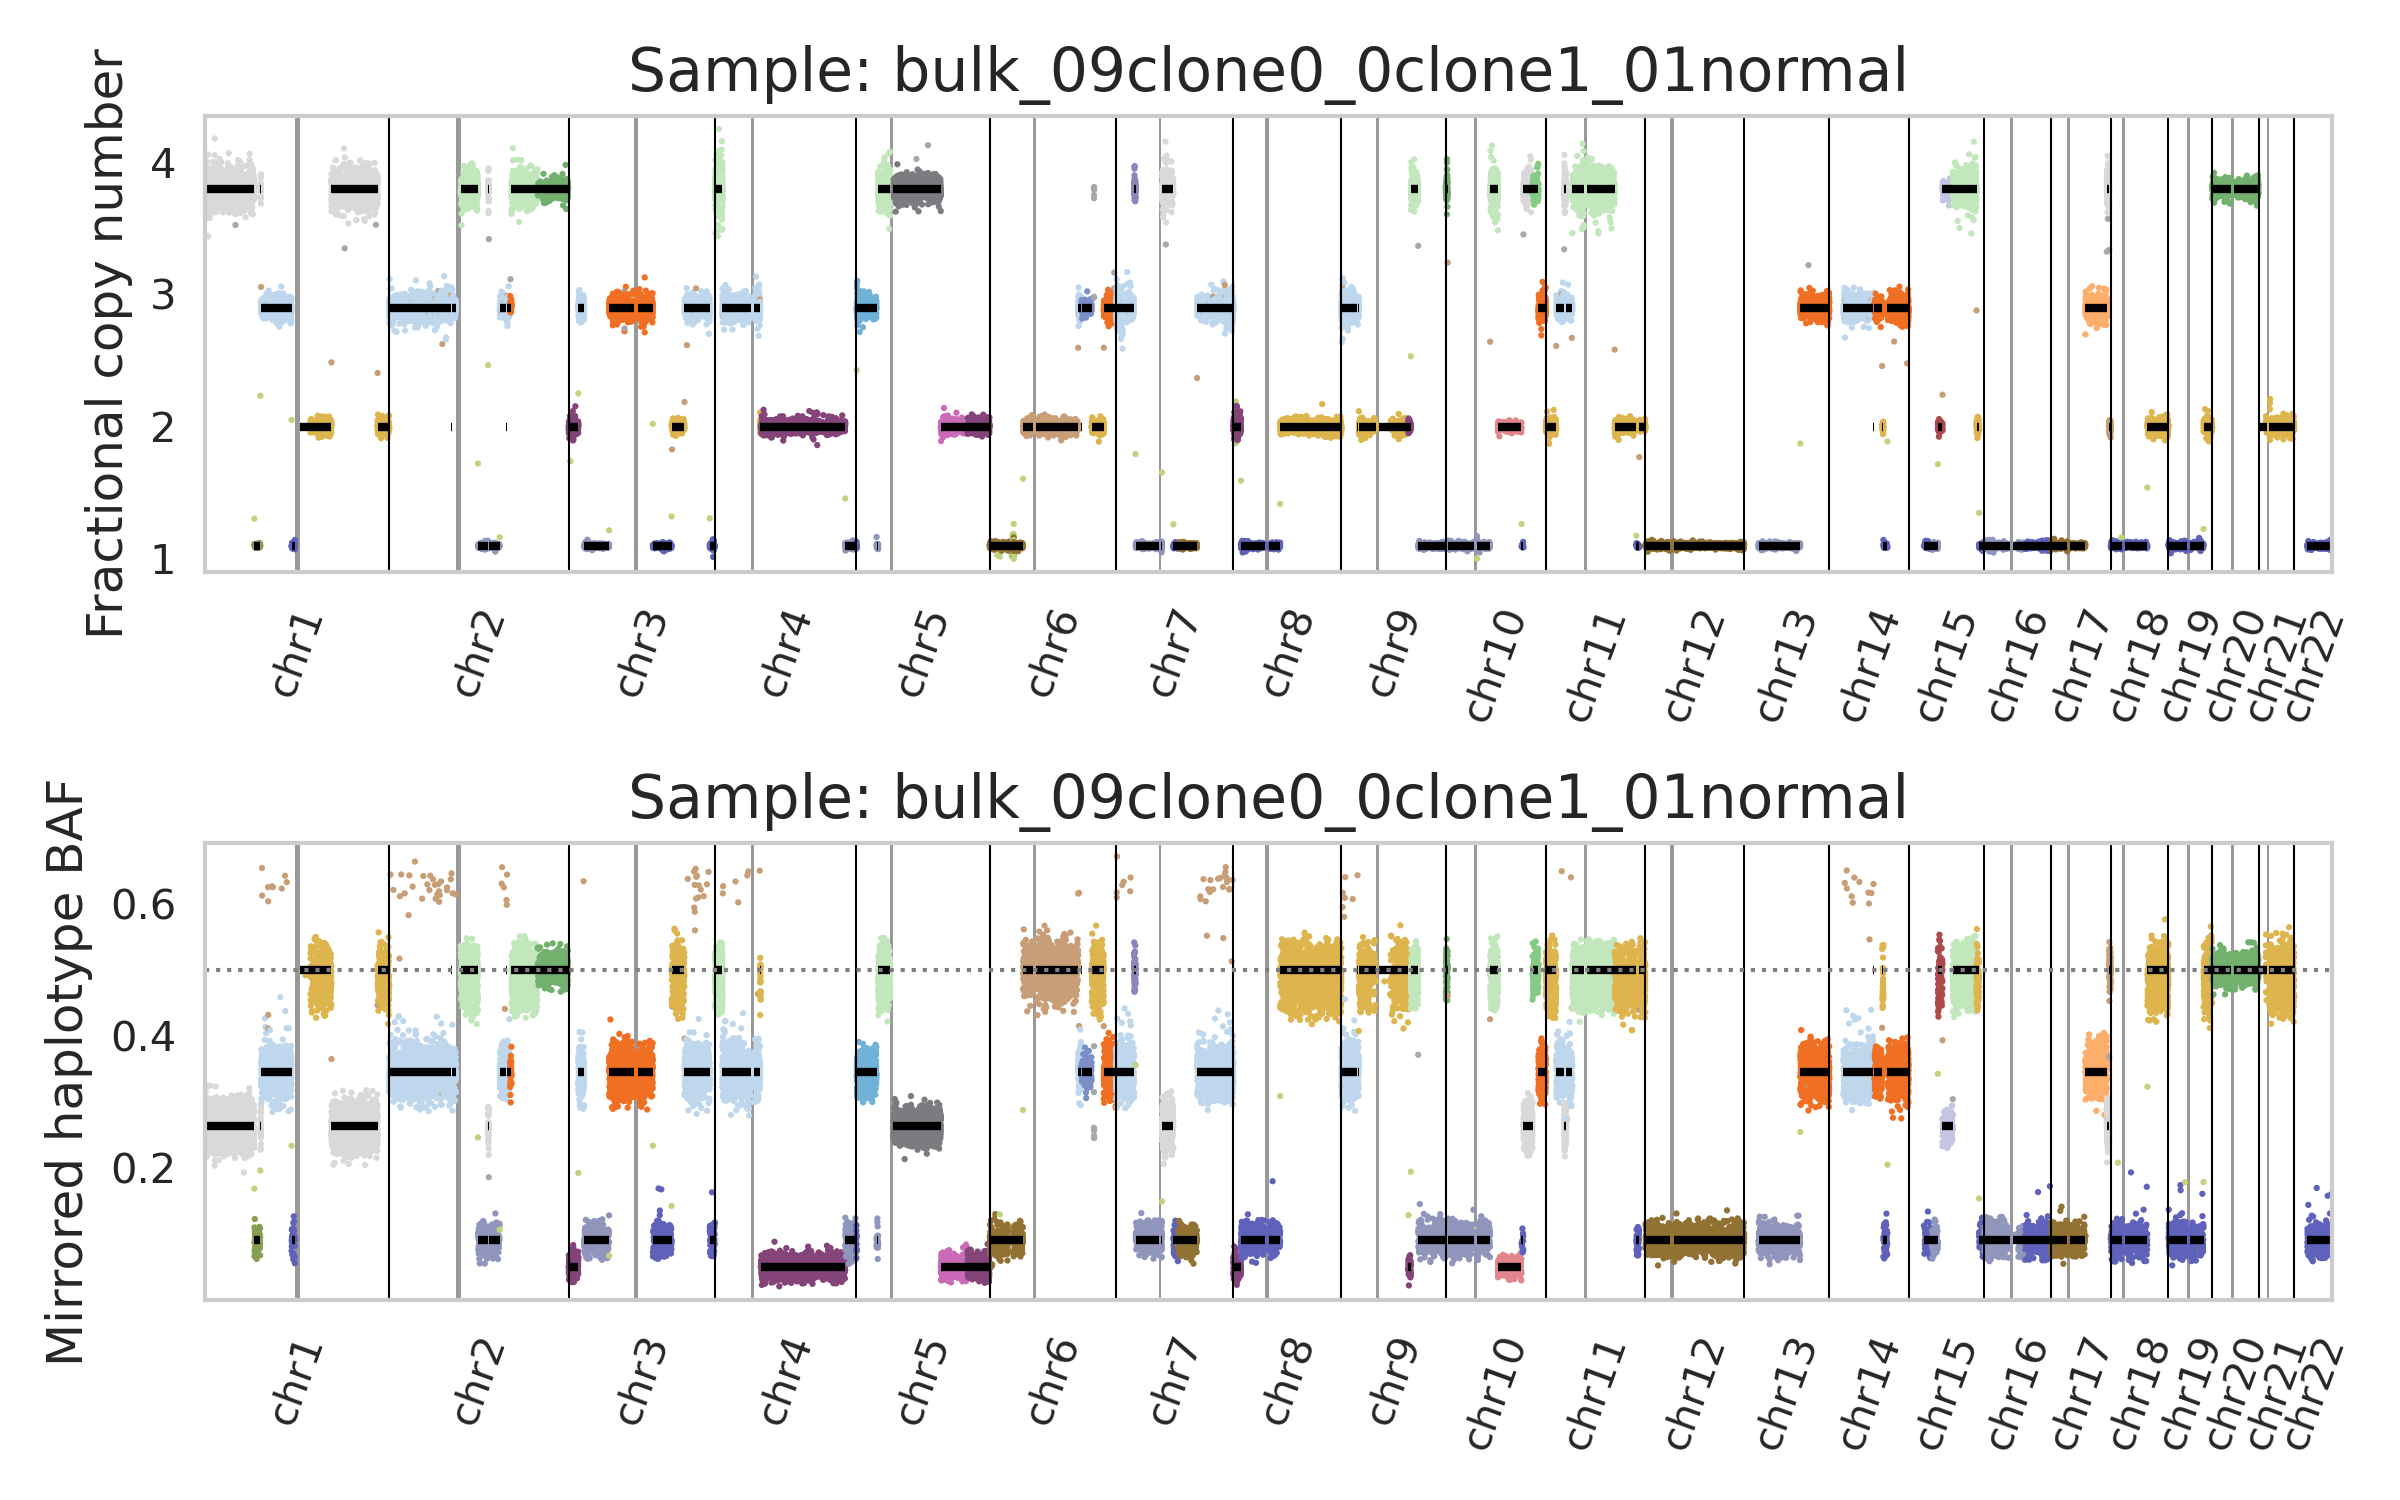 Sample: bulk_09clone0_0clone1_01normal
Fractional copy number
4
3
2
1
chr1 chr2 chr3 chr4 chr5 chr6 chr7 chr8 chr9 chr10 chr11 chr12 chr13 chr14 chr15 chr16 chr17 chr18 chr19 chr20 chr21 chr22
Sample: bulk_09clone0_0clone1_01normal
Mirrored haplotype BAF
0.6
0.4
0.2
chr1 chr2 chr3 chr4 chr5 chr6 chr7 chr8 chr9 chr10 chr11 chr12 chr13 chr14 chr15 chr16 chr17 chr18 chr19 chr20 chr21 chr22